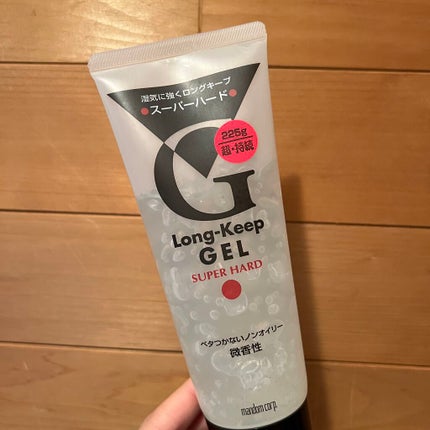 湿気に強くロングキープ
●スーパーハード●
G
225g
超・持続
Long-Keep
GEL
SUPER HARD
ベタつかないノンオイリー
微香性
mandom corp.